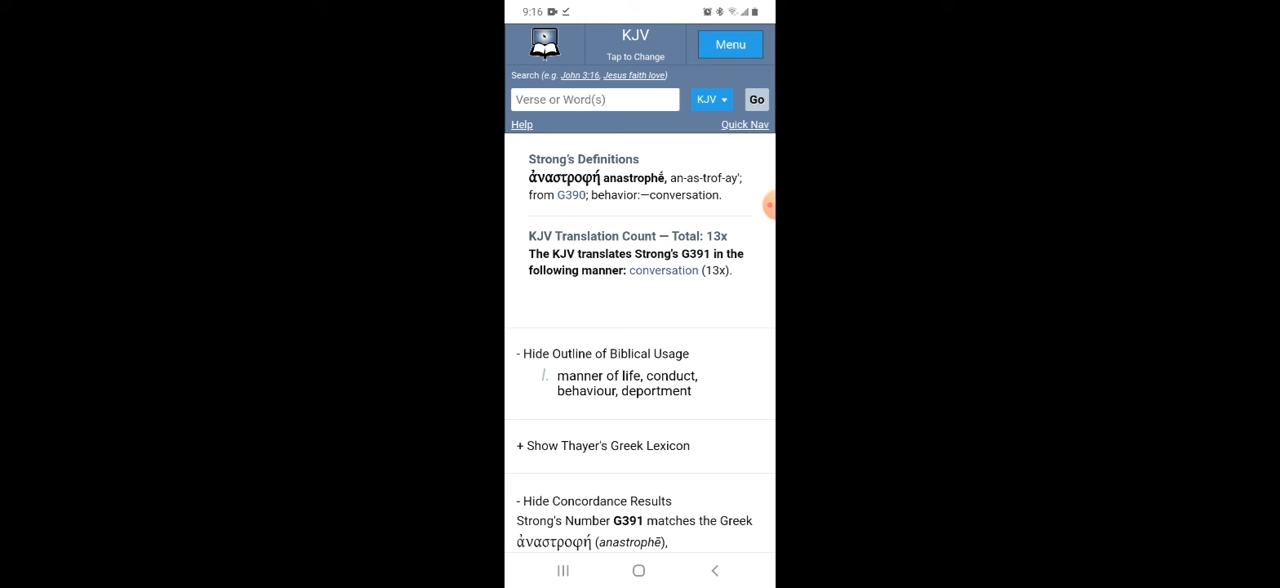 9:16
KJV
Tap to Change
Menu
Search (e.g. John 3:16, Jesus faith love)
Verse or Word(s)
KJV
Go
Help
Quick Nav
Strong's Definitions
ἀναστροφή anastrophḗ, an-as-trof-ay';
from G390; behavior:—conversation.
KJV Translation Count — Total: 13x
The KJV translates Strong's G391 in the
following manner: conversation (13x).
- Hide Outline of Biblical Usage
I. manner of life, conduct,
behaviour, deportment
+ Show Thayer's Greek Lexicon
- Hide Concordance Results
Strong's Number G391 matches the Greek
ἀναστροφή (anastrophē),